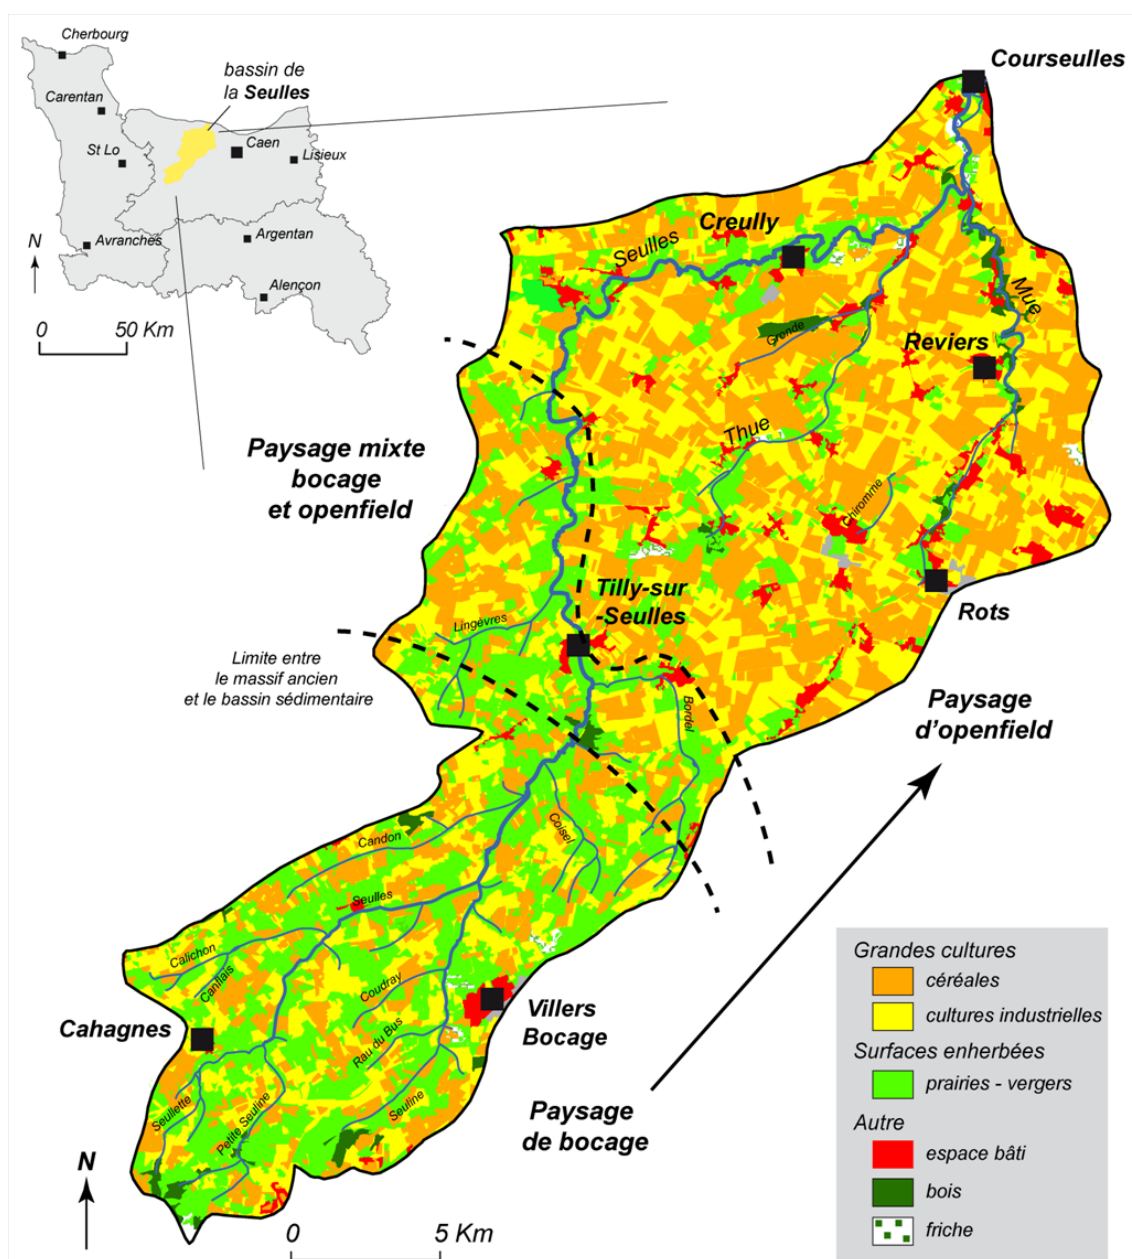 Cherbourg
Carentan
St Lo
bassin de
la Seulles
Caen
Lisieux
Avranches
Argentan
Alençon
N
0 50 Km
Courseulles
Creully
Seulles
Mue
Gronde
Reviers
Thue
Chiromme
Rots
Paysage mixte
bocage
et openfield
Tilly-sur
-Seulles
Lingèvres
Limite entre
le massif ancien
et le bassin sédimentaire
Bordel
Paysage
d'openfield
Candon
Coisel
Seulles
Calichon
Canillais
Coudray
Cahagnes
Villers
Bocage
Rau du Bus
Seuline
Seullette
Petite Seuline
Paysage
de bocage
N
0 5 Km
Grandes cultures
céréales
cultures industrielles
Surfaces enherbées
prairies - vergers
Autre
espace bâti
bois
friche